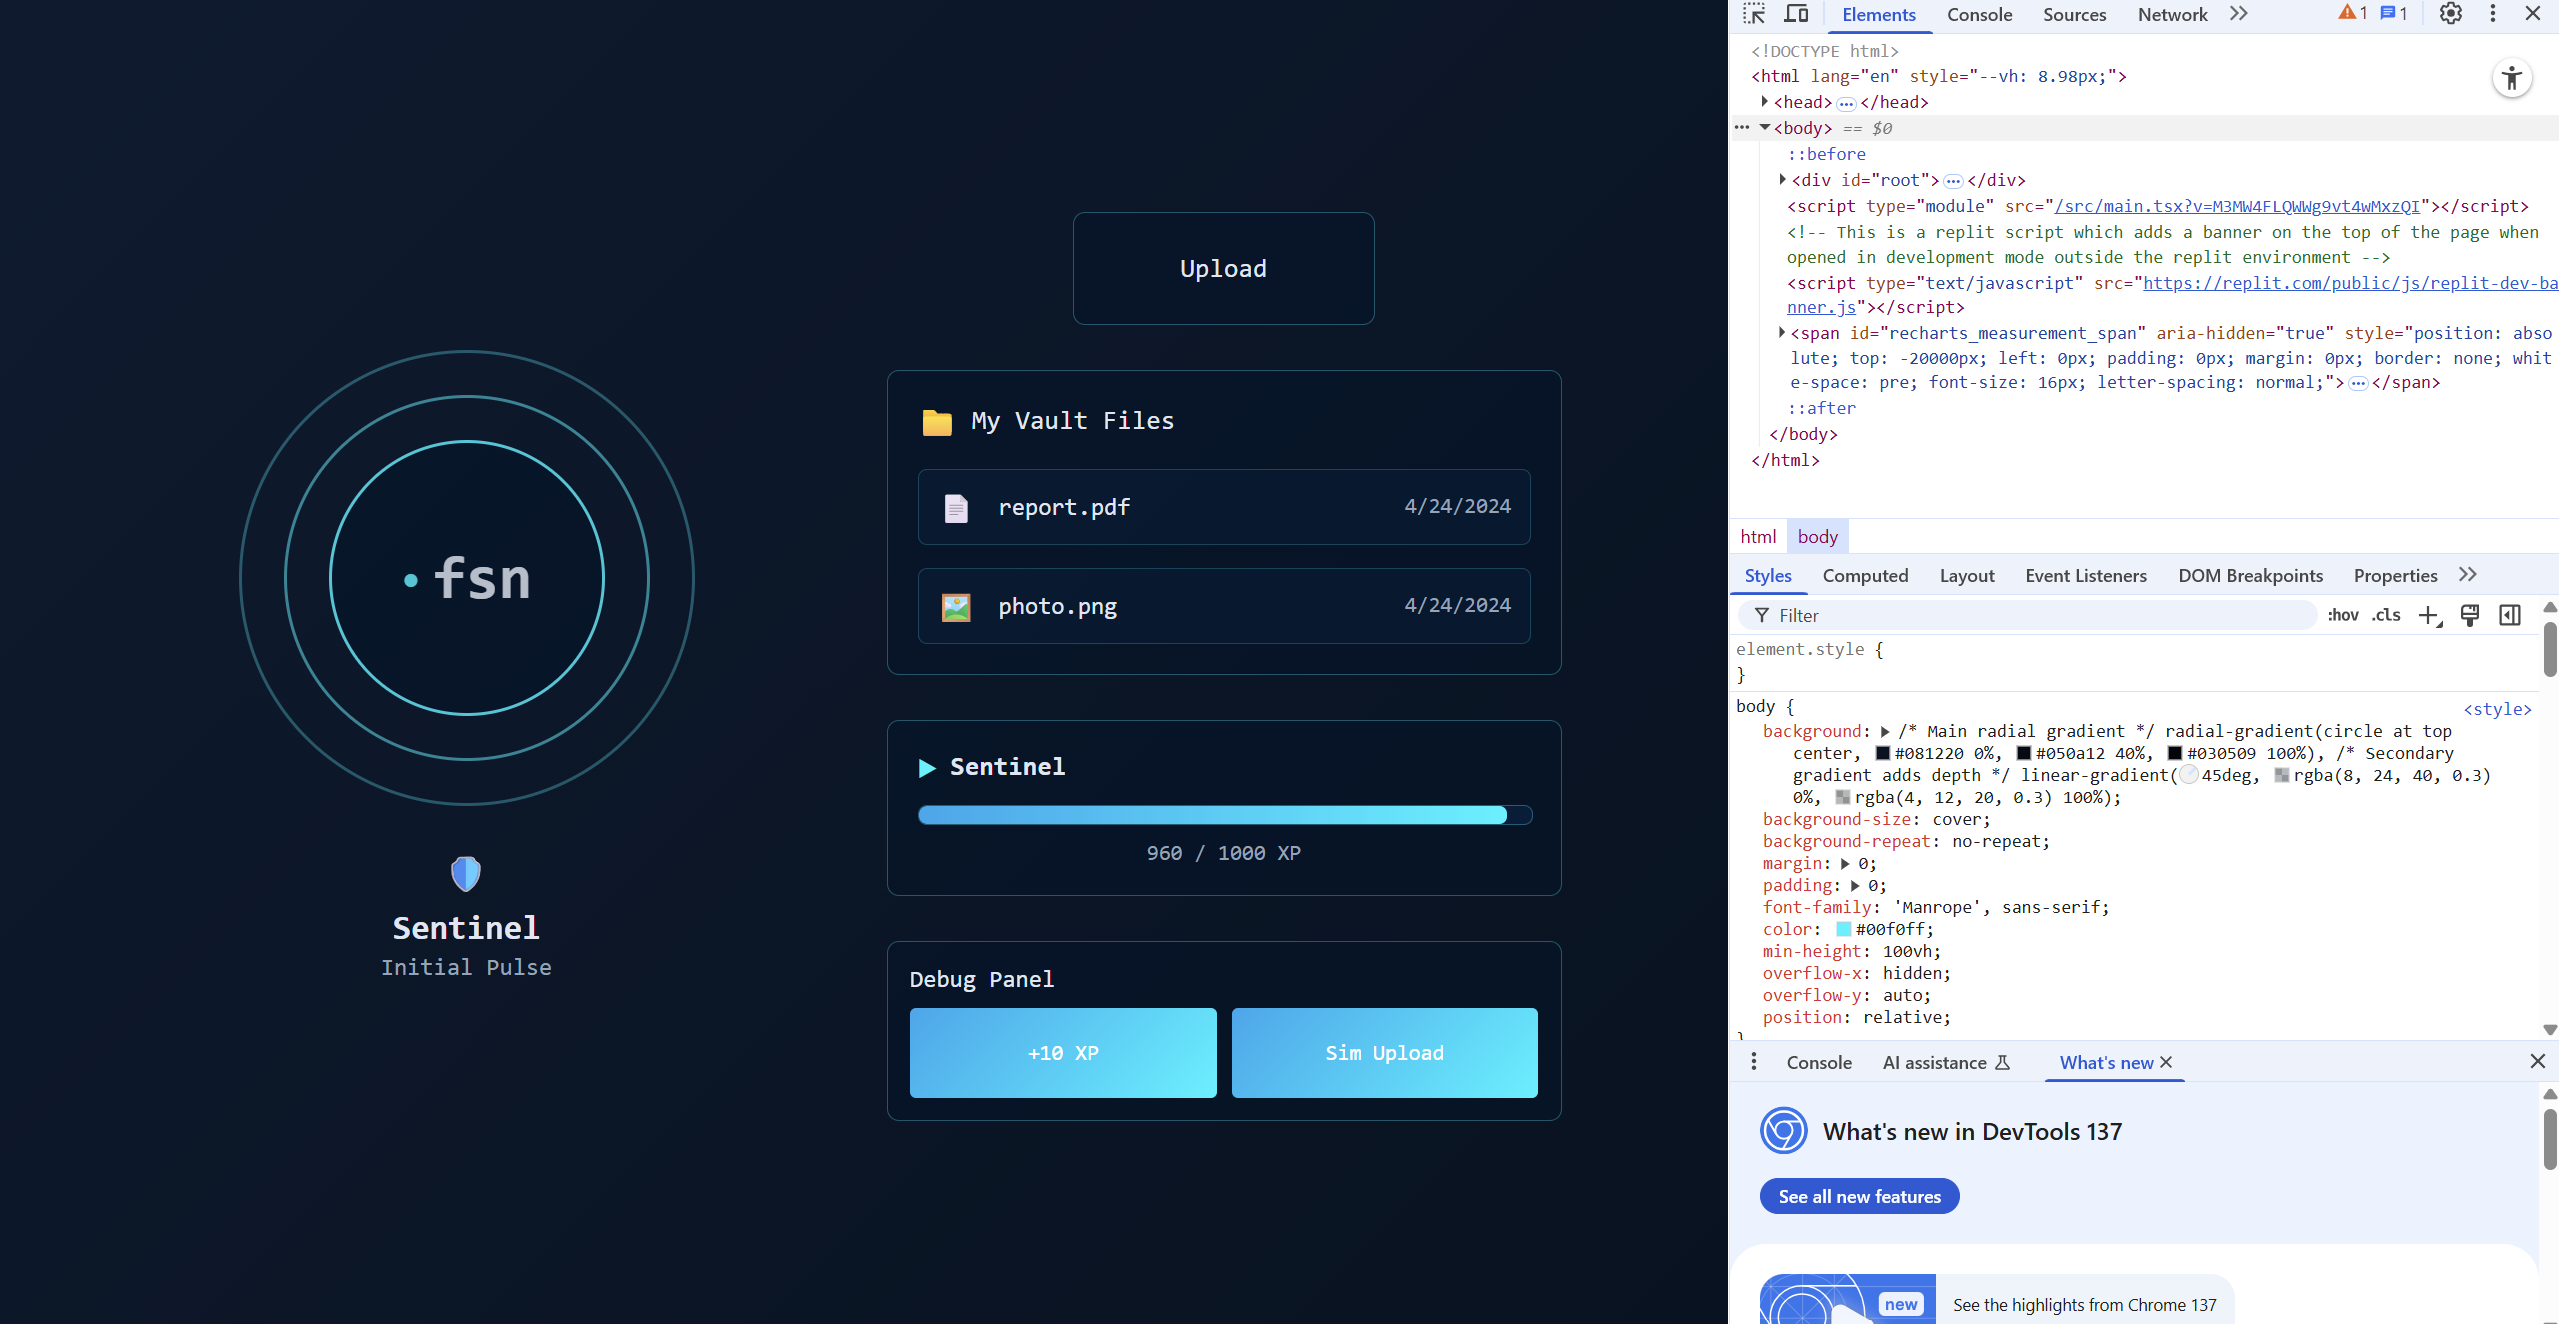 Upload
My Vault Files
report.pdf 4/24/2024
photo.png 4/24/2024
fsn
Sentinel
Initial Pulse
▶ Sentinel
960 / 1000 XP
Debug Panel
+10 XP Sim Upload
Elements Console Sources Network 1 1
<!DOCTYPE html>
<html lang="en" style="--vh: 8.98px;">
<head> ⋯ </head>
<body> == $0
::before
<div id="root"> ⋯ </div>
<script type="module" src="/src/main.tsx?v=M3MW4FLQWWg9vt4wMxzQI"></script>
<!-- This is a replit script which adds a banner on the top of the page when
opened in development mode outside the replit environment -->
<script type="text/javascript" src="https://replit.com/public/js/replit-dev-ba
nner.js"></script>
<span id="recharts_measurement_span" aria-hidden="true" style="position: abso
lute; top: -20000px; left: 0px; padding: 0px; margin: 0px; border: none; whit
e-space: pre; font-size: 16px; letter-spacing: normal;"> ⋯ </span>
::after
</body>
</html>
html body
Styles Computed Layout Event Listeners DOM Breakpoints Properties
Filter :hov .cls
element.style {
}
body { <style>
background: /* Main radial gradient */ radial-gradient(circle at top
center, #081220 0%, #050a12 40%, #030509 100%), /* Secondary
gradient adds depth */ linear-gradient(45deg, rgba(8, 24, 40, 0.3)
0%, rgba(4, 12, 20, 0.3) 100%);
background-size: cover;
background-repeat: no-repeat;
margin: 0;
padding: 0;
font-family: 'Manrope', sans-serif;
color: #00f0ff;
min-height: 100vh;
overflow-x: hidden;
overflow-y: auto;
position: relative;
}
Console AI assistance What's new
What's new in DevTools 137
See all new features
new
See the highlights from Chrome 137